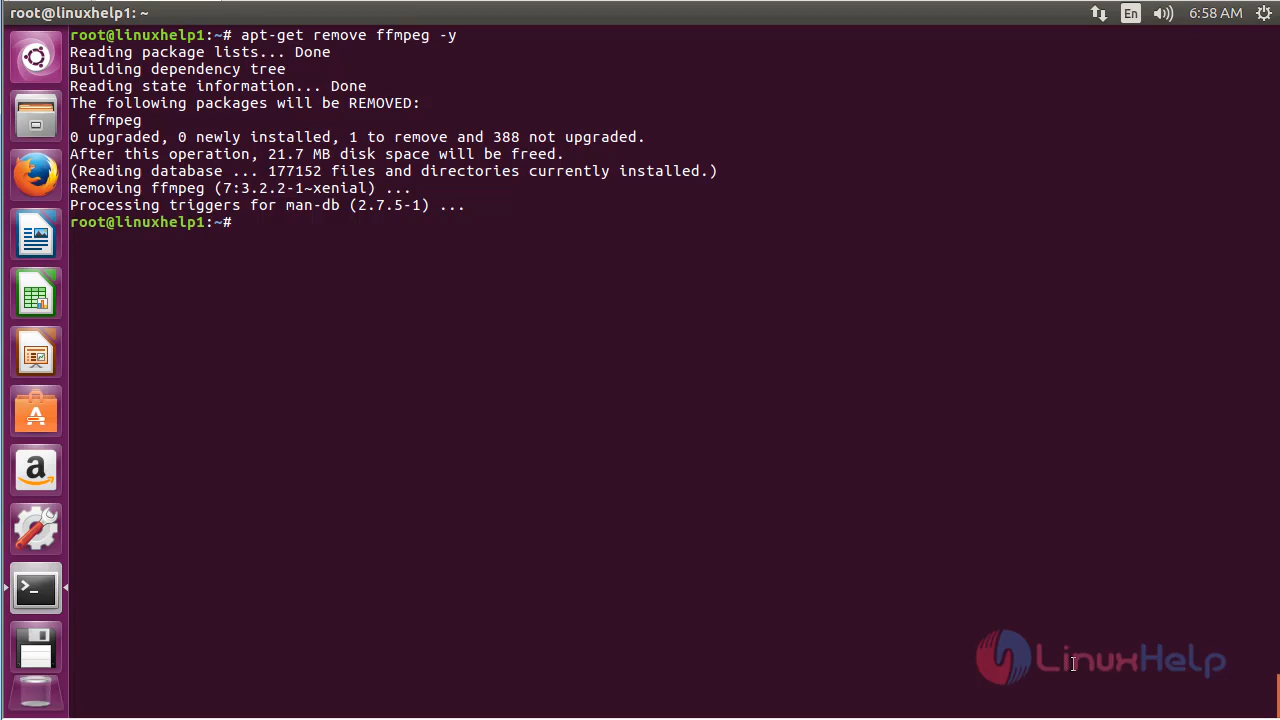 root@linuxhelp1: ~
En
6:58 AM
root@linuxhelp1:~# apt-get remove ffmpeg -y
Reading package lists... Done
Building dependency tree
Reading state information... Done
The following packages will be REMOVED:
  ffmpeg
0 upgraded, 0 newly installed, 1 to remove and 388 not upgraded.
After this operation, 21.7 MB disk space will be freed.
(Reading database ... 177152 files and directories currently installed.)
Removing ffmpeg (7:3.2.2-1~xenial) ...
Processing triggers for man-db (2.7.5-1) ...
root@linuxhelp1:~#
LinuxHelp